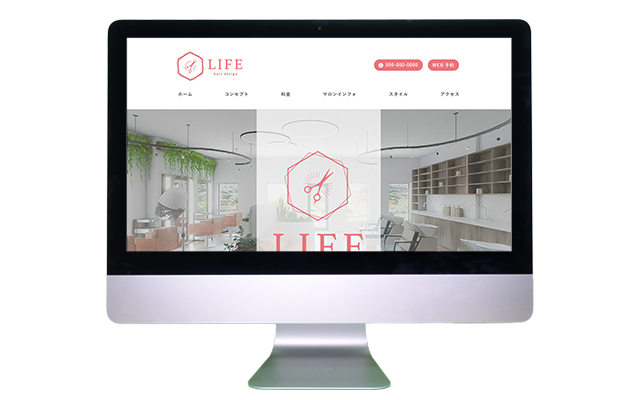 LIFE
hair design
000-000-0000
WEB 予約
ホーム
コンセプト
料金
サロンインフォ
スタイル
アクセス
LIFE